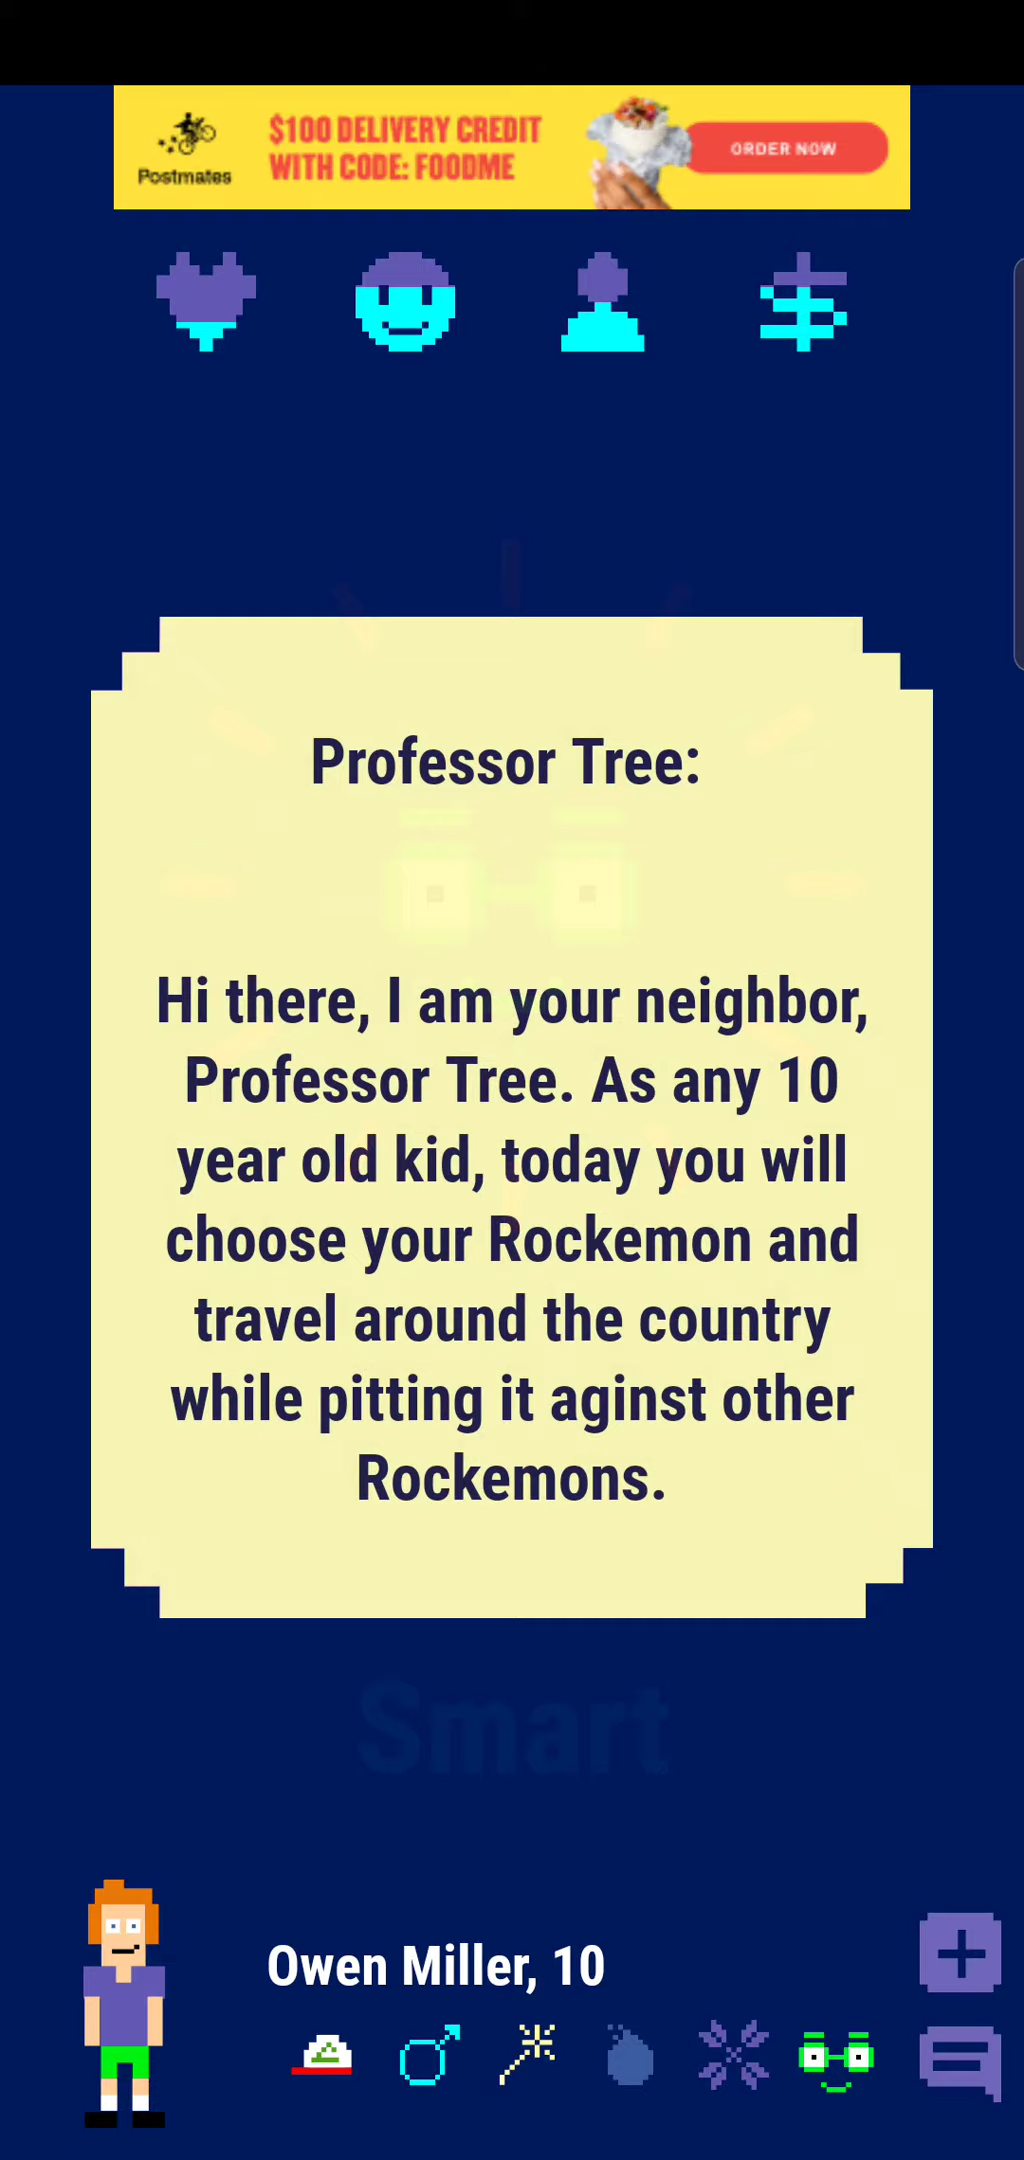 Postmates
$100 DELIVERY CREDIT
WITH CODE: FOODME
ORDER NOW
Professor Tree:
Hi there, I am your neighbor,
Professor Tree. As any 10
year old kid, today you will
choose your Rockemon and
travel around the country
while pitting it aginst other
Rockemons.
Smart
Owen Miller, 10